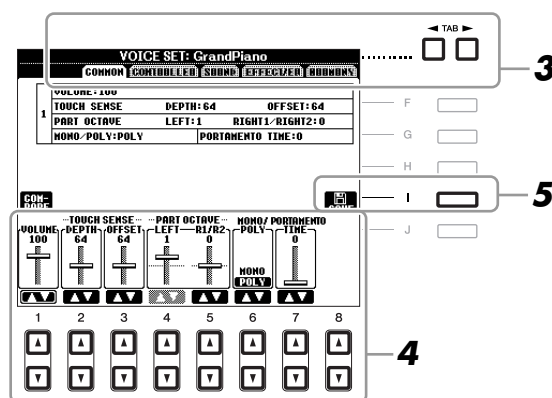 ◄ TAB ►
VOICE SET: GrandPiano
COMMON CONTROLLER SOUND EFFECT/EQ HARMONY
3
VOLUME:100
1
TOUCH SENSE DEPTH:64 OFFSET:64
PART OCTAVE LEFT:1 RIGHT1/RIGHT2:0
MONO/POLY:POLY PORTAMENTO TIME:0
F
G
H
I
5
J
COM-
PARE
SAVE
TOUCH SENSE PART OCTAVE MONO/ PORTAMENTO
VOLUME DEPTH OFFSET LEFT R1/R2 POLY TIME
100 64 64 1 0 0
MONO
POLY
1 2 3 4 5 6 7 8
4